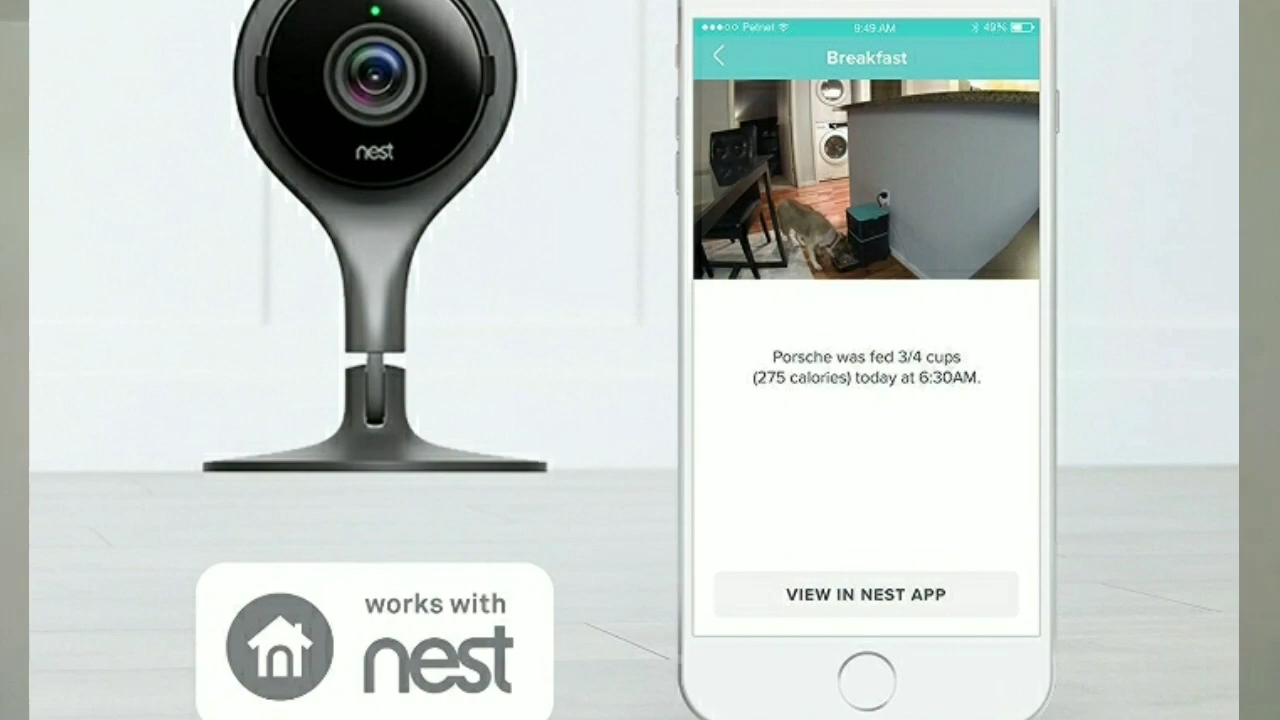 nest
Petnet
9:49 AM
49%
Breakfast
Porsche was fed 3/4 cups
(275 calories) today at 6:30AM.
VIEW IN NEST APP
works with
nest